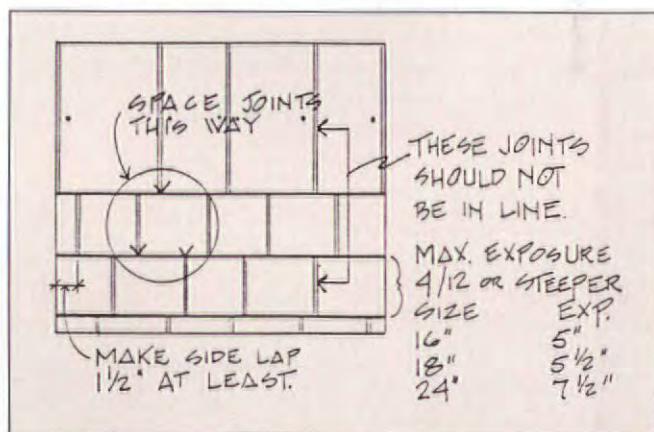 SPACE JOINTS
THIS WAY
THESE JOINTS
SHOULD NOT
BE IN LINE.
MAX. EXPOSURE
4/12 OR STEEPER
SIZE EXP.
16" 5"
18" 5 1/2"
24" 7 1/2"
MAKE SIDE LAP
1 1/2" AT LEAST.